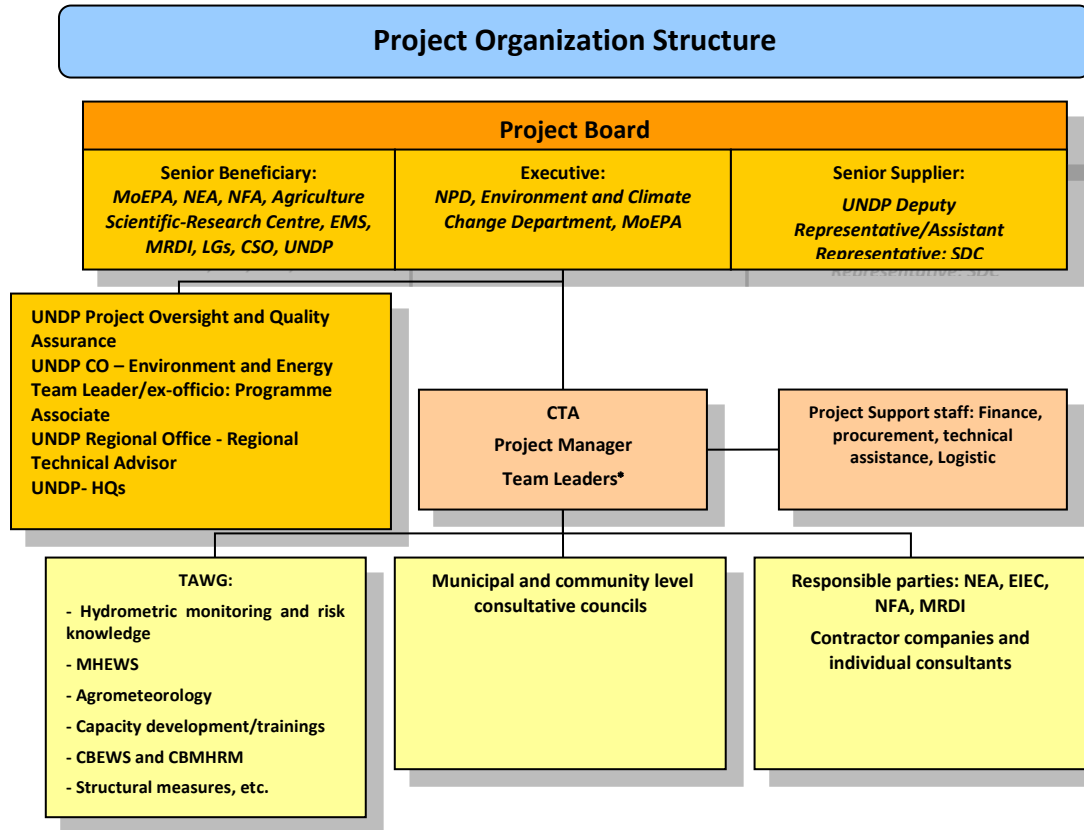 Project Organization Structure
Project Board
Senior Beneficiary:
MoEPA, NEA, NFA, Agriculture
Scientific-Research Centre, EMS,
MRDI, LGs, CSO, UNDP
Executive:
NPD, Environment and Climate
Change Department, MoEPA
Senior Supplier:
UNDP Deputy
Representative/Assistant
Representative: SDC
Representative: SDC
UNDP Project Oversight and Quality
Assurance
UNDP CO – Environment and Energy
Team Leader/ex-officio: Programme
Associate
UNDP Regional Office - Regional
Technical Advisor
UNDP- HQs
CTA
Project Manager
Team Leaders*
Project Support staff: Finance,
procurement, technical
assistance, Logistic
TAWG:
- Hydrometric monitoring and risk
knowledge
- MHEWS
- Agrometeorology
- Capacity development/trainings
- CBEWS and CBMHRM
- Structural measures, etc.
Municipal and community level
consultative councils
Responsible parties: NEA, EIEC,
NFA, MRDI
Contractor companies and
individual consultants